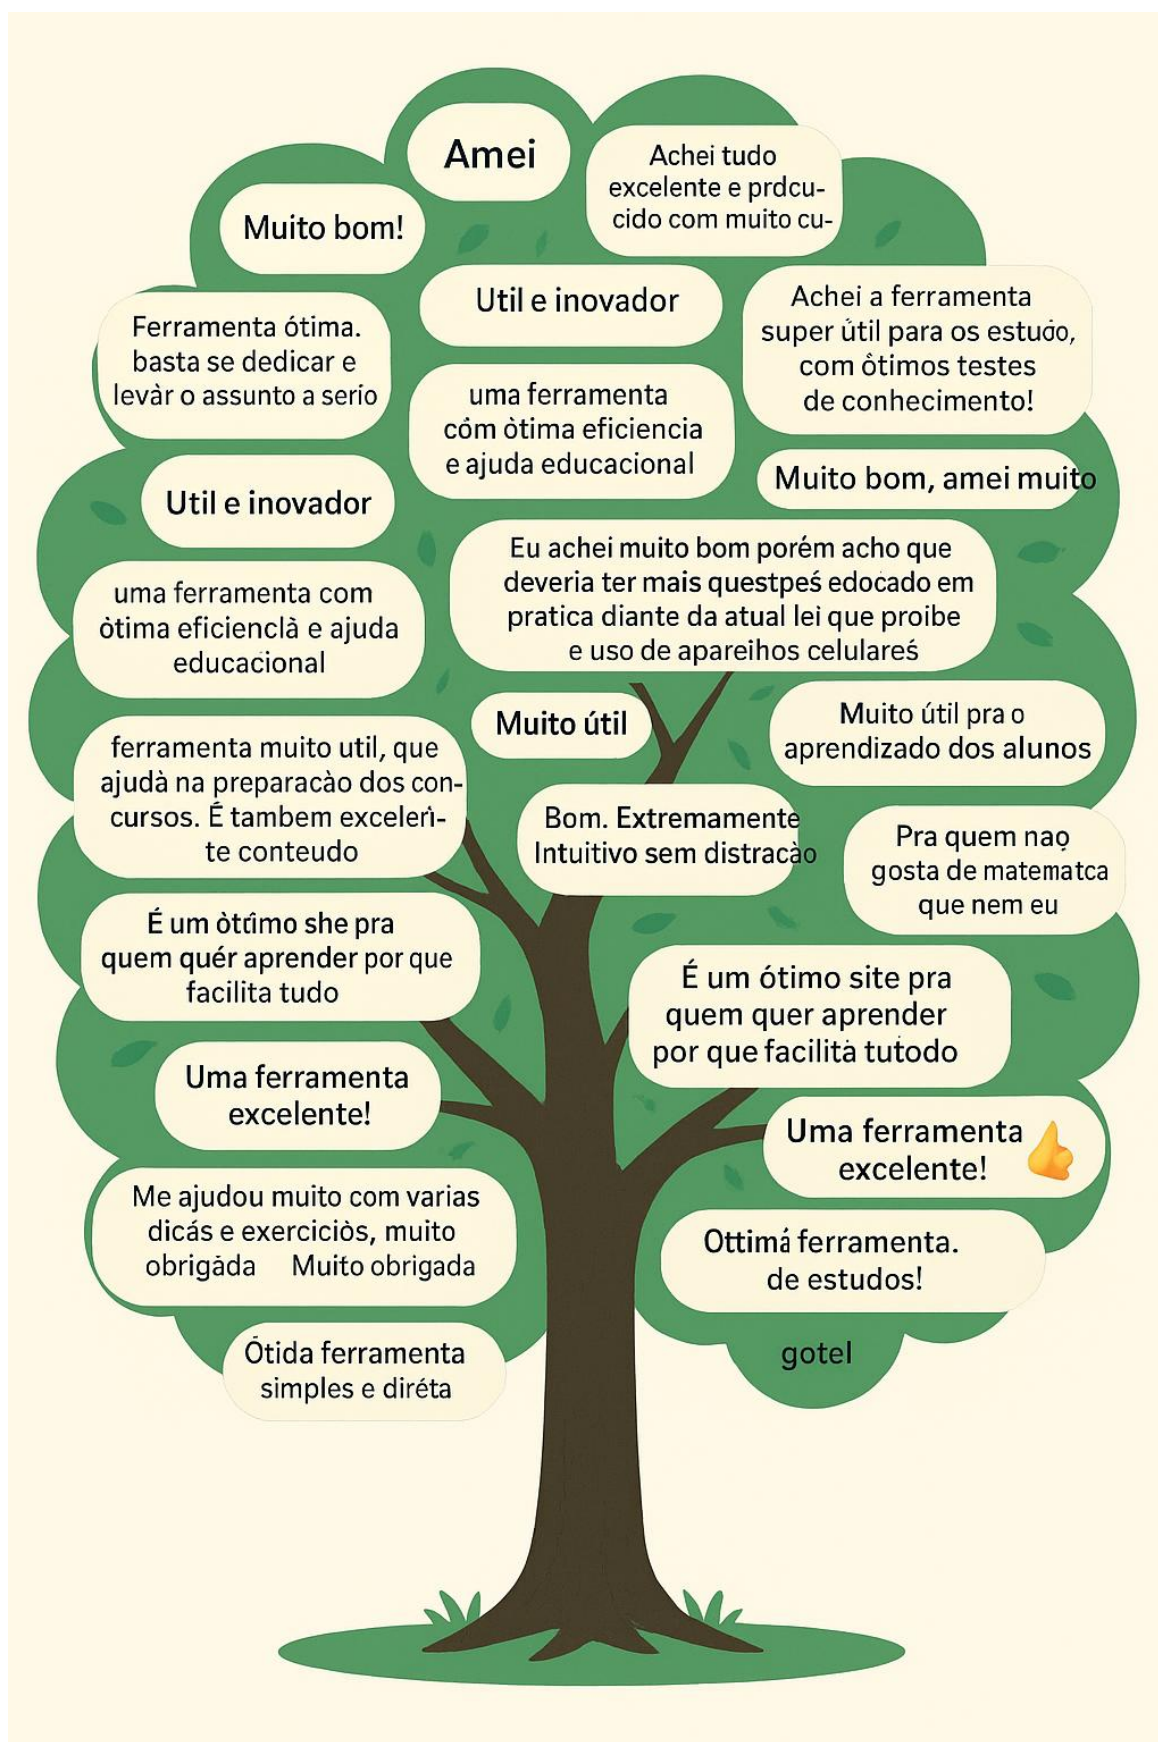 Amei
Achei tudo
excelente e prdcu-
cido com muito cu-
Muito bom!
Util e inovador
Achei a ferramenta
super útil para os estudo,
com òtimos testes
de conhecimento!
Ferramenta ótima.
basta se dedicar e
levàr o assunto a serio
uma ferramenta
cóm òtima eficiencia
e ajuda educacional
Muito bom, amei muito
Util e inovador
Eu achei muito bom porém acho que
deveria ter mais questpeś edocado em
pratica diante da atual lei que proibe
e uso de apareihos celulareś
uma ferramenta com
òtima eficienclà e ajuda
educacional
Muito útil
Muito útil pra o
aprendizado dos alunos
ferramenta muito util, que
ajudà na preparacào dos con-
cursos. É tambem exceleri-
te conteudo
Bom. Extremamente
Intuitivo sem distracào
Pra quem nao
gosta de matematca
que nem eu
É um òttimo she pra
quem quér aprender por que
facilita tudo
É um ótimo site pra
quem quer aprender
por que facilità tutodo
Uma ferramenta
excelente!
Uma ferramenta
excelente!
Me ajudou muito com varias
dicás e exerciciòs, muito
obrigàda Muito obrigada
Ottimá ferramenta.
de estudos!
Ótida ferramenta
simples e diréta
gotel